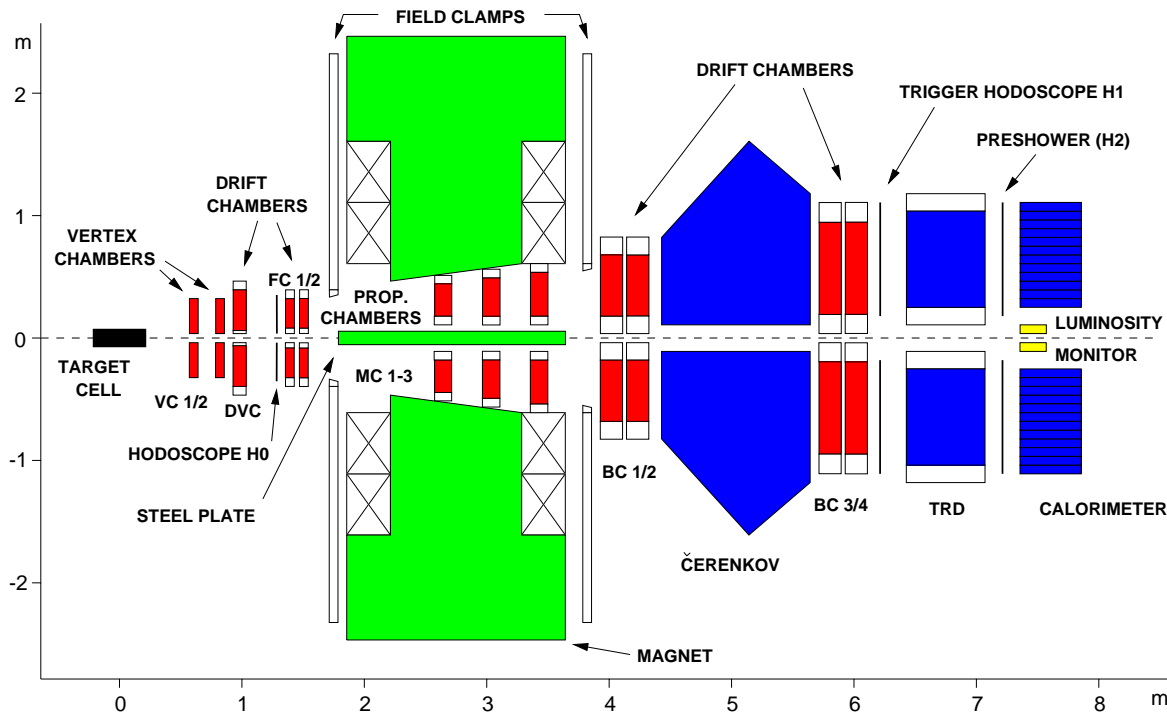 FIELD CLAMPS
m
DRIFT CHAMBERS
TRIGGER HODOSCOPE H1
2
PRESHOWER (H2)
DRIFT
CHAMBERS
1
VERTEX
CHAMBERS
FC 1/2
PROP.
CHAMBERS
LUMINOSITY
0
MONITOR
TARGET
CELL
MC 1-3
VC 1/2
DVC
HODOSCOPE H0
-1
BC 1/2
BC 3/4
TRD
CALORIMETER
STEEL PLATE
ČERENKOV
-2
MAGNET
0 1 2 3 4 5 6 7 8 m